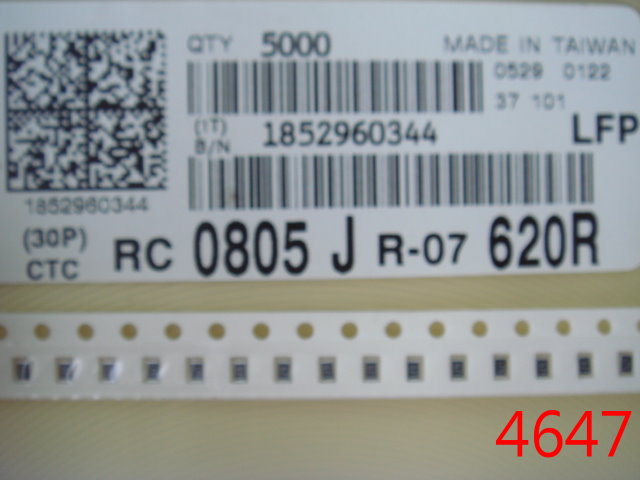 QTY 5000 MADE IN TAIWAN
0529 0122
37 101
(1T)
B/N 1852960344 LFP
1852960344
(30P)
CTC RC 0805 J R-07 620R
4647